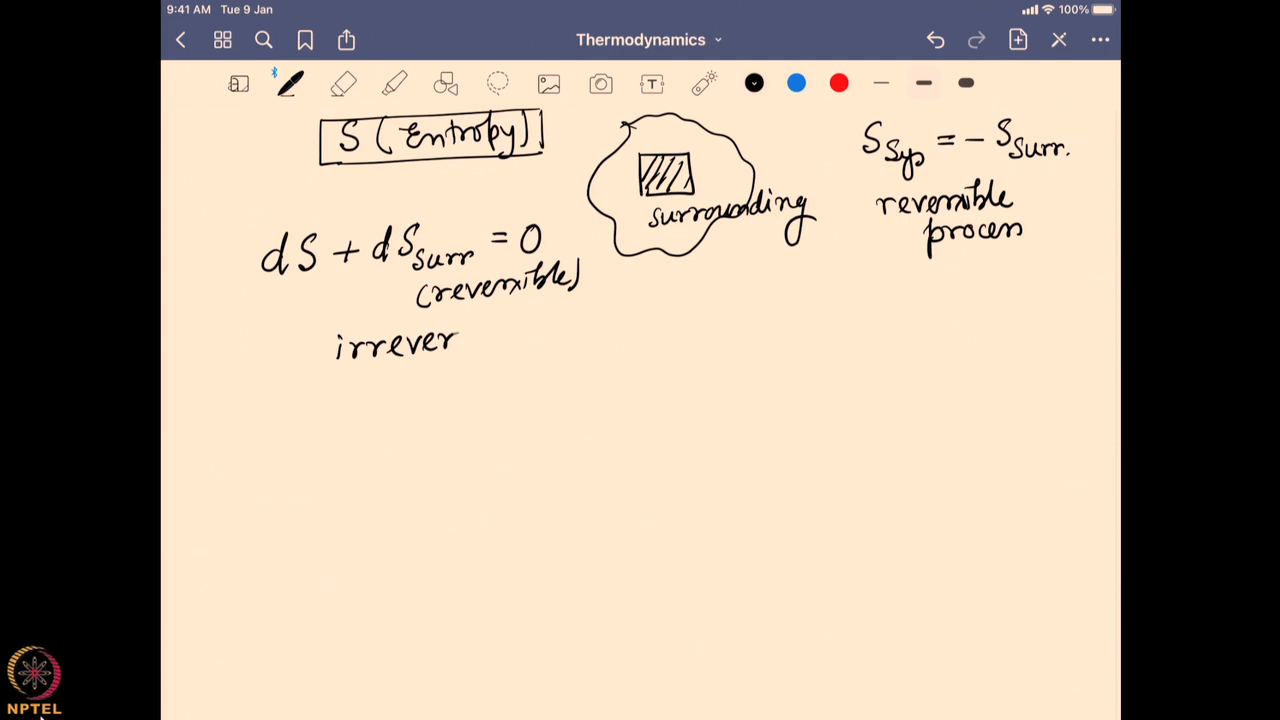 9:41 AM Tue 9 Jan
100%
Thermodynamics
T
S (Entropy)
surrounding
S_sys = - S_surr.
reversible
process
dS + dS_surr = 0
(reversible)
irrever
NPTEL